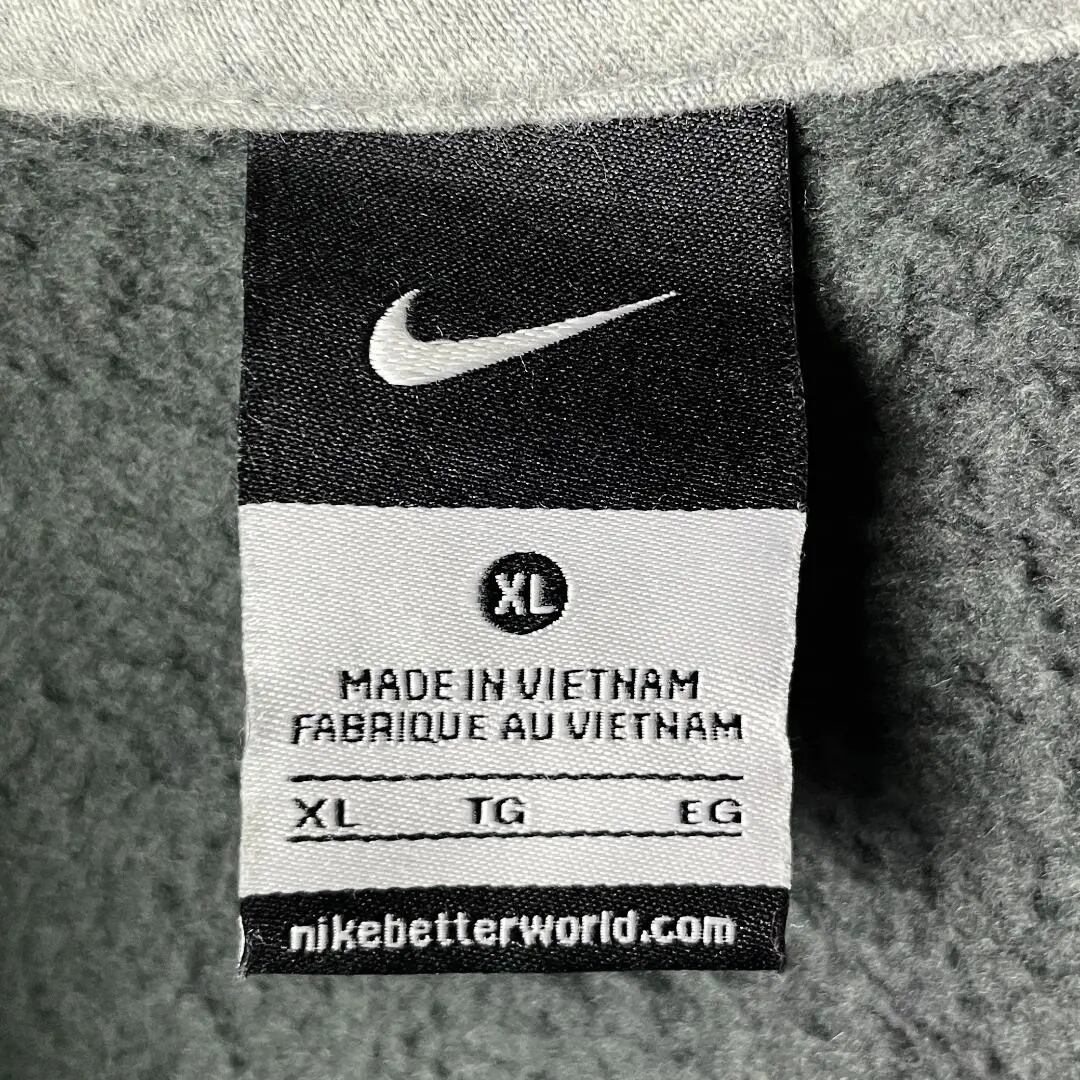 XL
MADE IN VIETNAM
FABRIQUE AU VIETNAM
XL TG EG
nikebetterworld.com